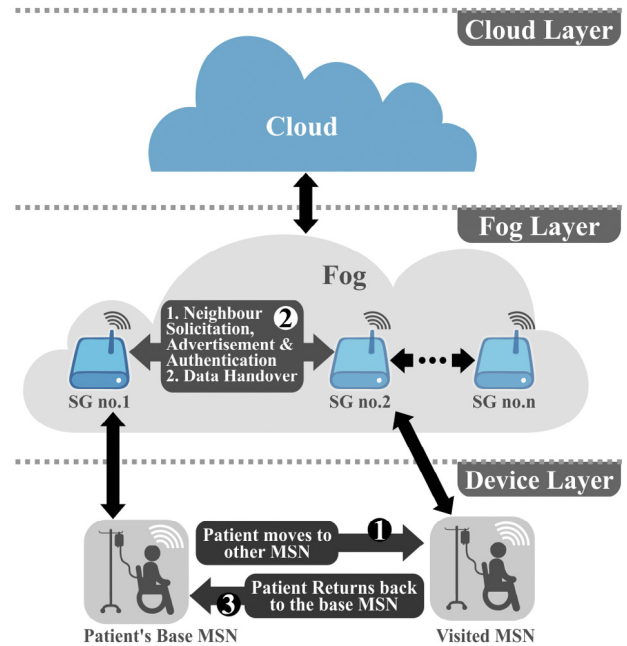 Cloud Layer
Cloud
Fog Layer
Fog
1. Neighbour
Solicitation,
Advertisement &
Authentication
2. Data Handover
2
SG no.1
SG no.2
SG no.n
Device Layer
Patient moves to
other MSN
1
Patient Returns back
to the base MSN
3
Patient's Base MSN
Visited MSN